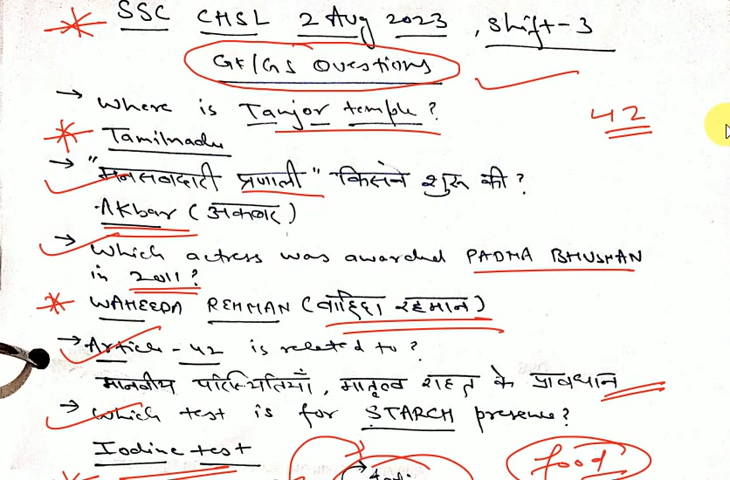 SSC CHSL 2 Aug 2023, Shift-3
GK/GS Questions
→ Where is Tanjor temple?
42
Tamilnadu
→ "मनसबदारी प्रणाली" किसने शुरू की?
Akbar (अकबर)
→ Which actress was awarded PADMA BHUSHAN
in 2011?
WAHEEDA REHMAN (वाहिदा रहमान)
→ Article-42 is related to?
मानवीय परिस्थितियाँ, मातृत्व राहत के प्रावधान
→ Which test is for STARCH presence?
Iodine test
food